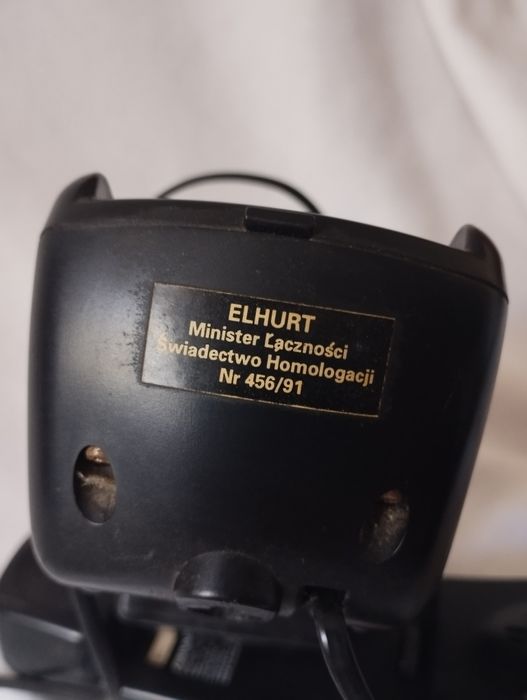 ELHURT
Minister Łączności
Świadectwo Homologacji
Nr 456/91